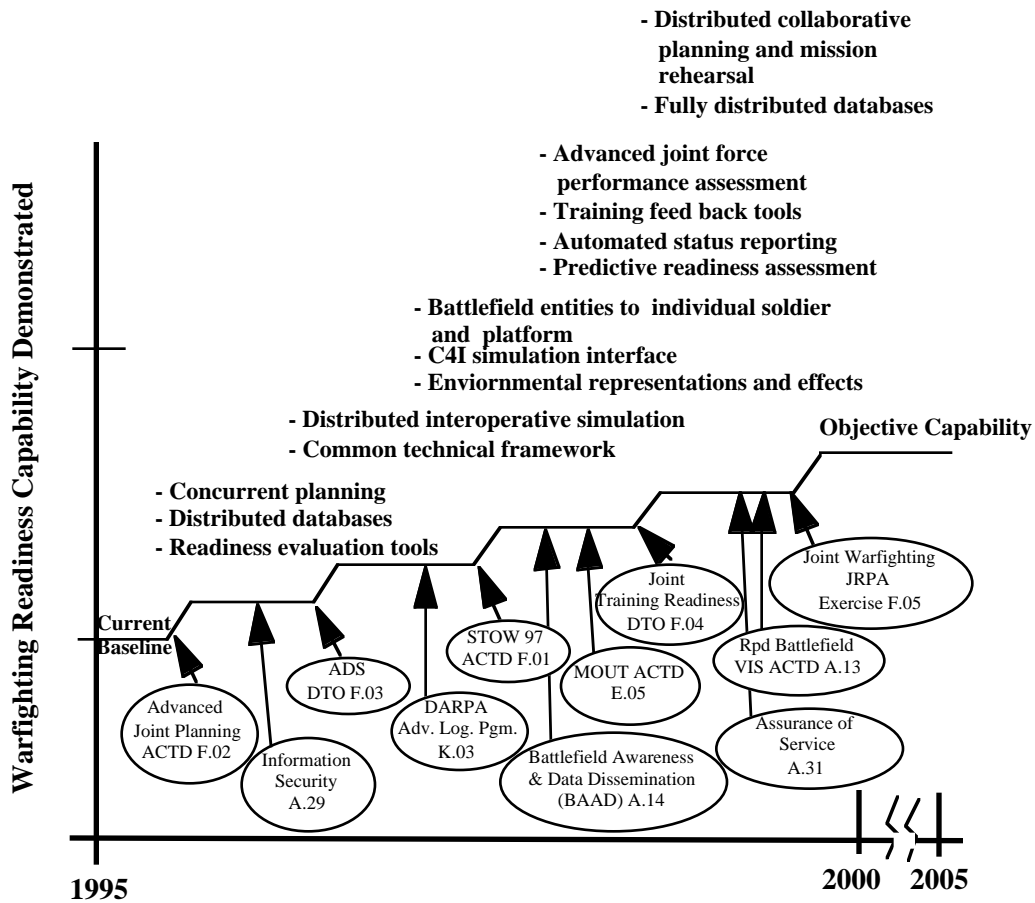 - Distributed collaborative
planning and mission
rehearsal
- Fully distributed databases
- Advanced joint force
performance assessment
- Training feed back tools
- Automated status reporting
- Predictive readiness assessment
- Battlefield entities to individual soldier
and platform
- C4I simulation interface
- Enviornmental representations and effects
- Distributed interoperative simulation
- Common technical framework
- Concurrent planning
- Distributed databases
- Readiness evaluation tools
Warfighting Readiness Capability Demonstrated
Objective Capability
Current
Baseline
Advanced
Joint Planning
ACTD F.02
Information
Security
A.29
ADS
DTO F.03
DARPA
Adv. Log. Pgm.
K.03
STOW 97
ACTD F.01
Battlefield Awareness
& Data Dissemination
(BAAD) A.14
MOUT ACTD
E.05
Joint
Training Readiness
DTO F.04
Rpd Battlefield
VIS ACTD A.13
Assurance of
Service
A.31
Joint Warfighting
JRPA
Exercise F.05
1995
2000
2005